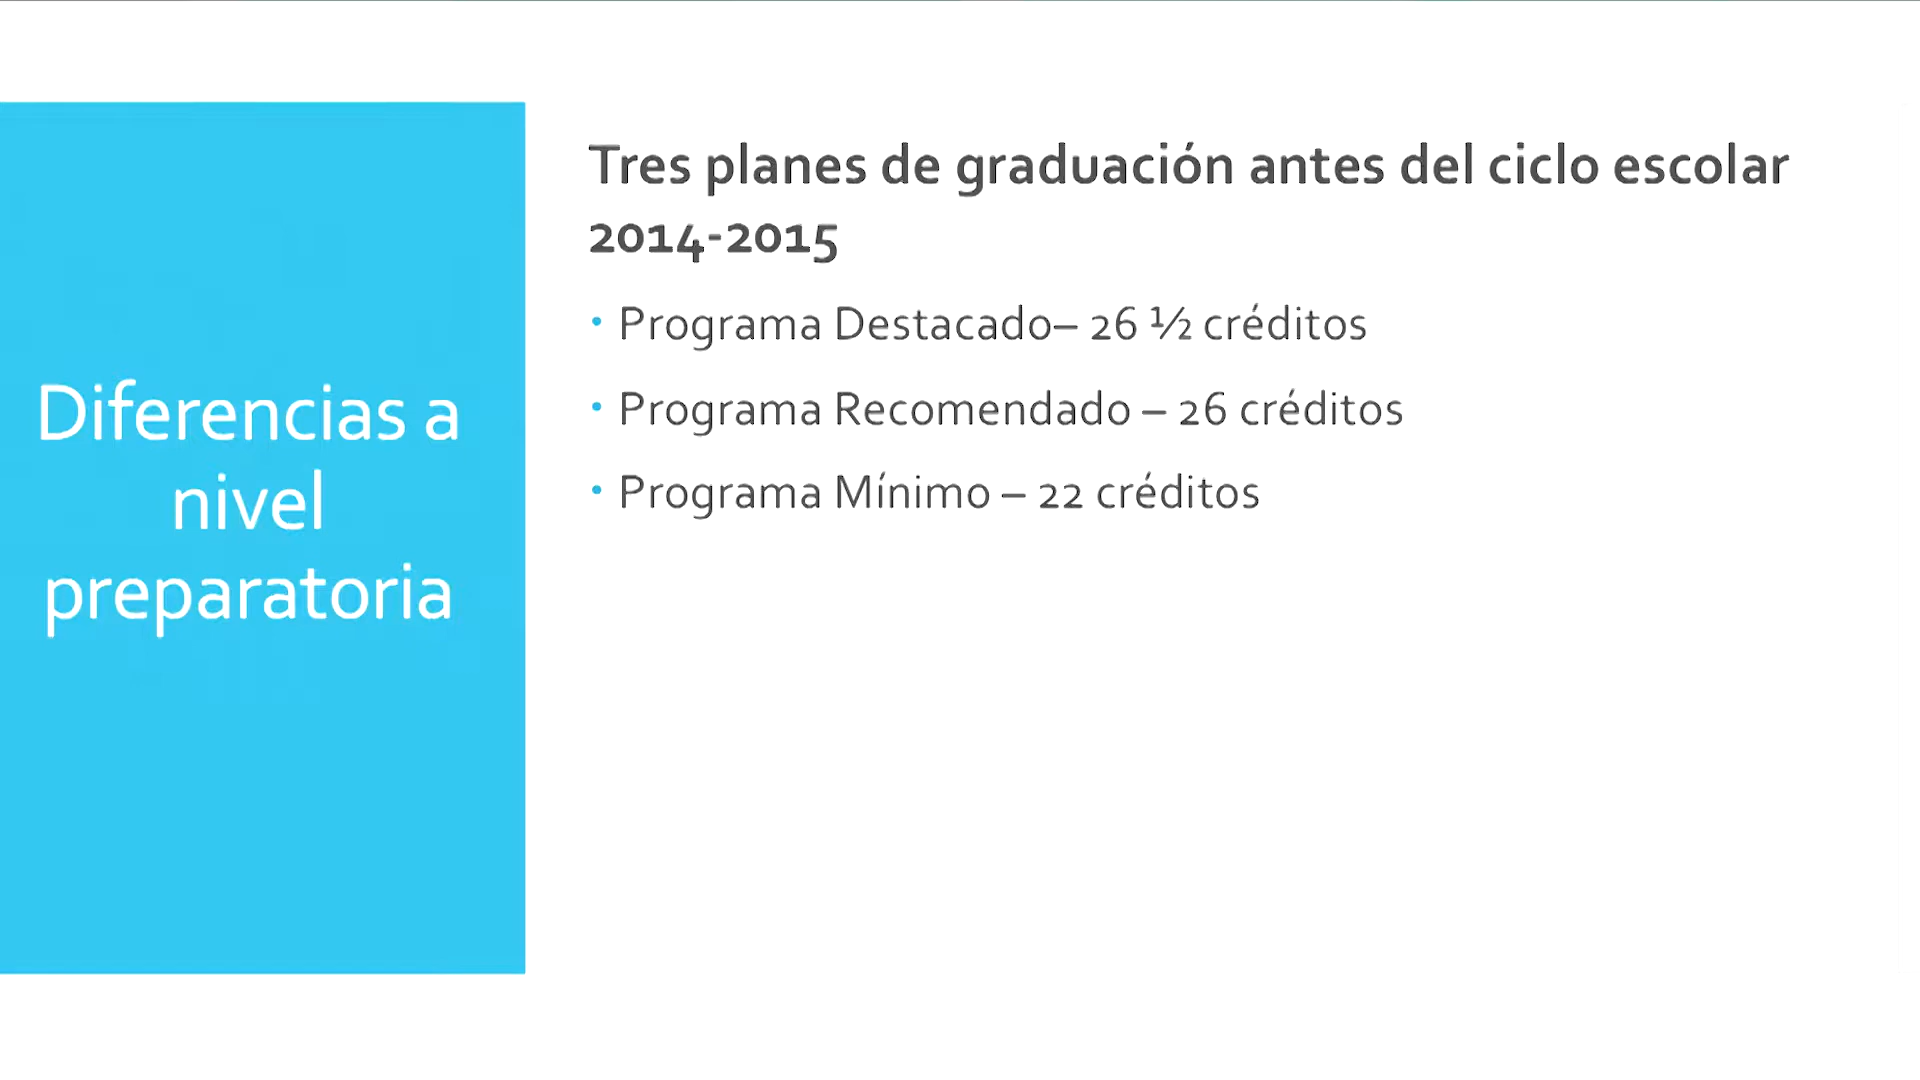 Diferencias a
nivel
preparatoria
Tres planes de graduación antes del ciclo escolar
2014-2015
• Programa Destacado– 26 ½ créditos
• Programa Recomendado – 26 créditos
• Programa Mínimo – 22 créditos